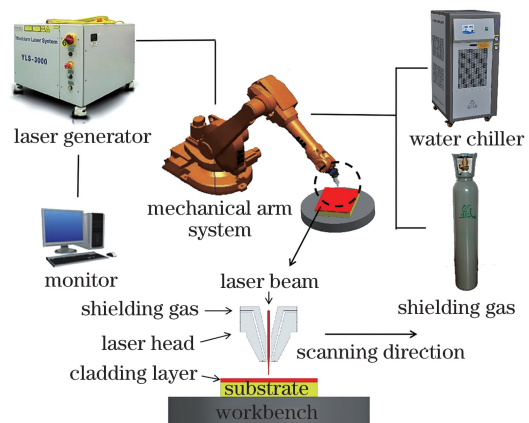 YLS-3000
laser generator
water chiller
mechanical arm
system
monitor
laser beam
shielding gas
shielding gas
laser head
scanning direction
cladding layer
substrate
workbench